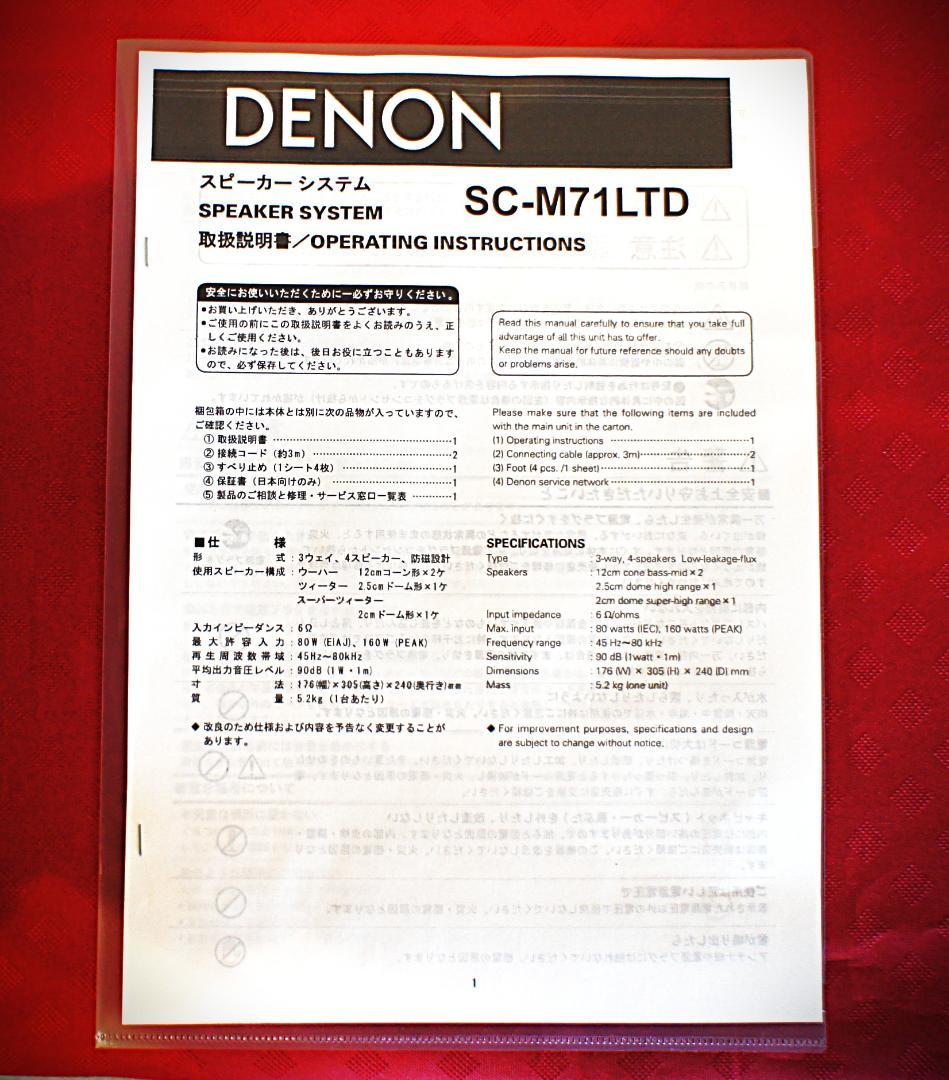 DENON
スピーカー システム
SPEAKER SYSTEM
SC-M71LTD
取扱説明書／OPERATING INSTRUCTIONS
安全にお使いいただくために―必ずお守りください。
●お買い上げいただき、ありがとうございます。
●ご使用の前にこの取扱説明書をよくお読みのうえ、正
しくご使用ください。
●お読みになった後は、後日お役に立つこともあります
ので、必ず保存してください。
Read this manual carefully to ensure that you take full
advantage of all this unit has to offer.
Keep the manual for future reference should any doubts
or problems arise.
梱包箱の中には本体とは別に次の品物が入っていますので、
ご確認ください。
① 取扱説明書 ……………………………………1
② 接続コード（約3m）……………………………2
③ すべり止め（1シート4枚）……………………1
④ 保証書（日本向けのみ）………………………1
⑤ 製品のご相談と修理・サービス窓口一覧表 …………1
Please make sure that the following items are included
with the main unit in the carton.
(1) Operating instructions ……………………………1
(2) Connecting cable (approx. 3m)……………………2
(3) Foot (4 pcs. /1 sheet)……………………………1
(4) Denon service network……………………………1
■仕　様
形　式：3ウェイ、4スピーカー、防磁設計
使用スピーカー構成：ウーハー　12cmコーン形×2ケ
ツィーター　2.5cmドーム形×1ケ
スーパーツィーター
2cmドーム形×1ケ
入力インピーダンス：6Ω
最大許容入力：80W（EIAJ）、160W（PEAK）
再生周波数帯域：45Hz～80kHz
平均出力音圧レベル：90dB（1W・1m）
寸　法：176(幅)×305(高さ)×240(奥行き)mm
質　量：5.2kg（1台あたり）
◆ 改良のため仕様および内容を予告なく変更することが
あります。
SPECIFICATIONS
Type : 3-way, 4-speakers Low-leakage-flux
Speakers : 12cm cone bass-mid × 2
2.5cm dome high range × 1
2cm dome super-high range × 1
Input impedance : 6 Ω/ohms
Max. input : 80 watts (IEC), 160 watts (PEAK)
Frequency range : 45 Hz~80 kHz
Sensitivity : 90 dB (1watt · 1m)
Dimensions : 176 (W) × 305 (H) × 240 (D) mm
Mass : 5.2 kg (one unit)
◆ For improvement purposes, specifications and design
are subject to change without notice.
1